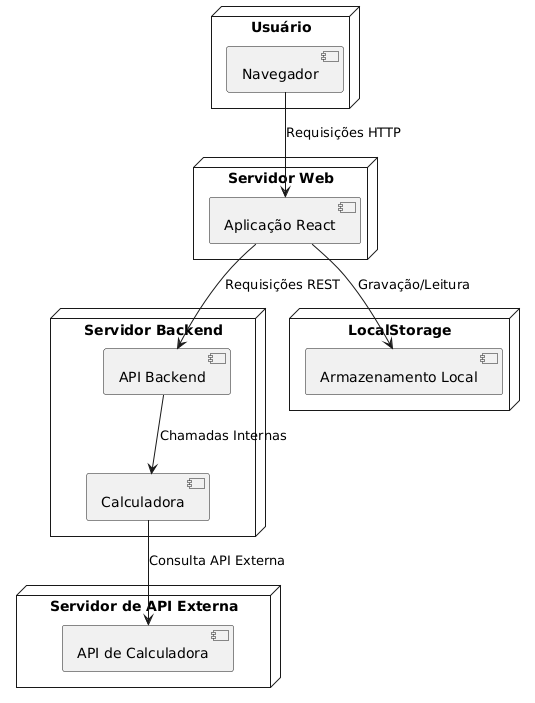 Usuário
Navegador
Requisições HTTP
Servidor Web
Aplicação React
Requisições REST
Gravação/Leitura
Servidor Backend
LocalStorage
API Backend
Armazenamento Local
Chamadas Internas
Calculadora
Consulta API Externa
Servidor de API Externa
API de Calculadora